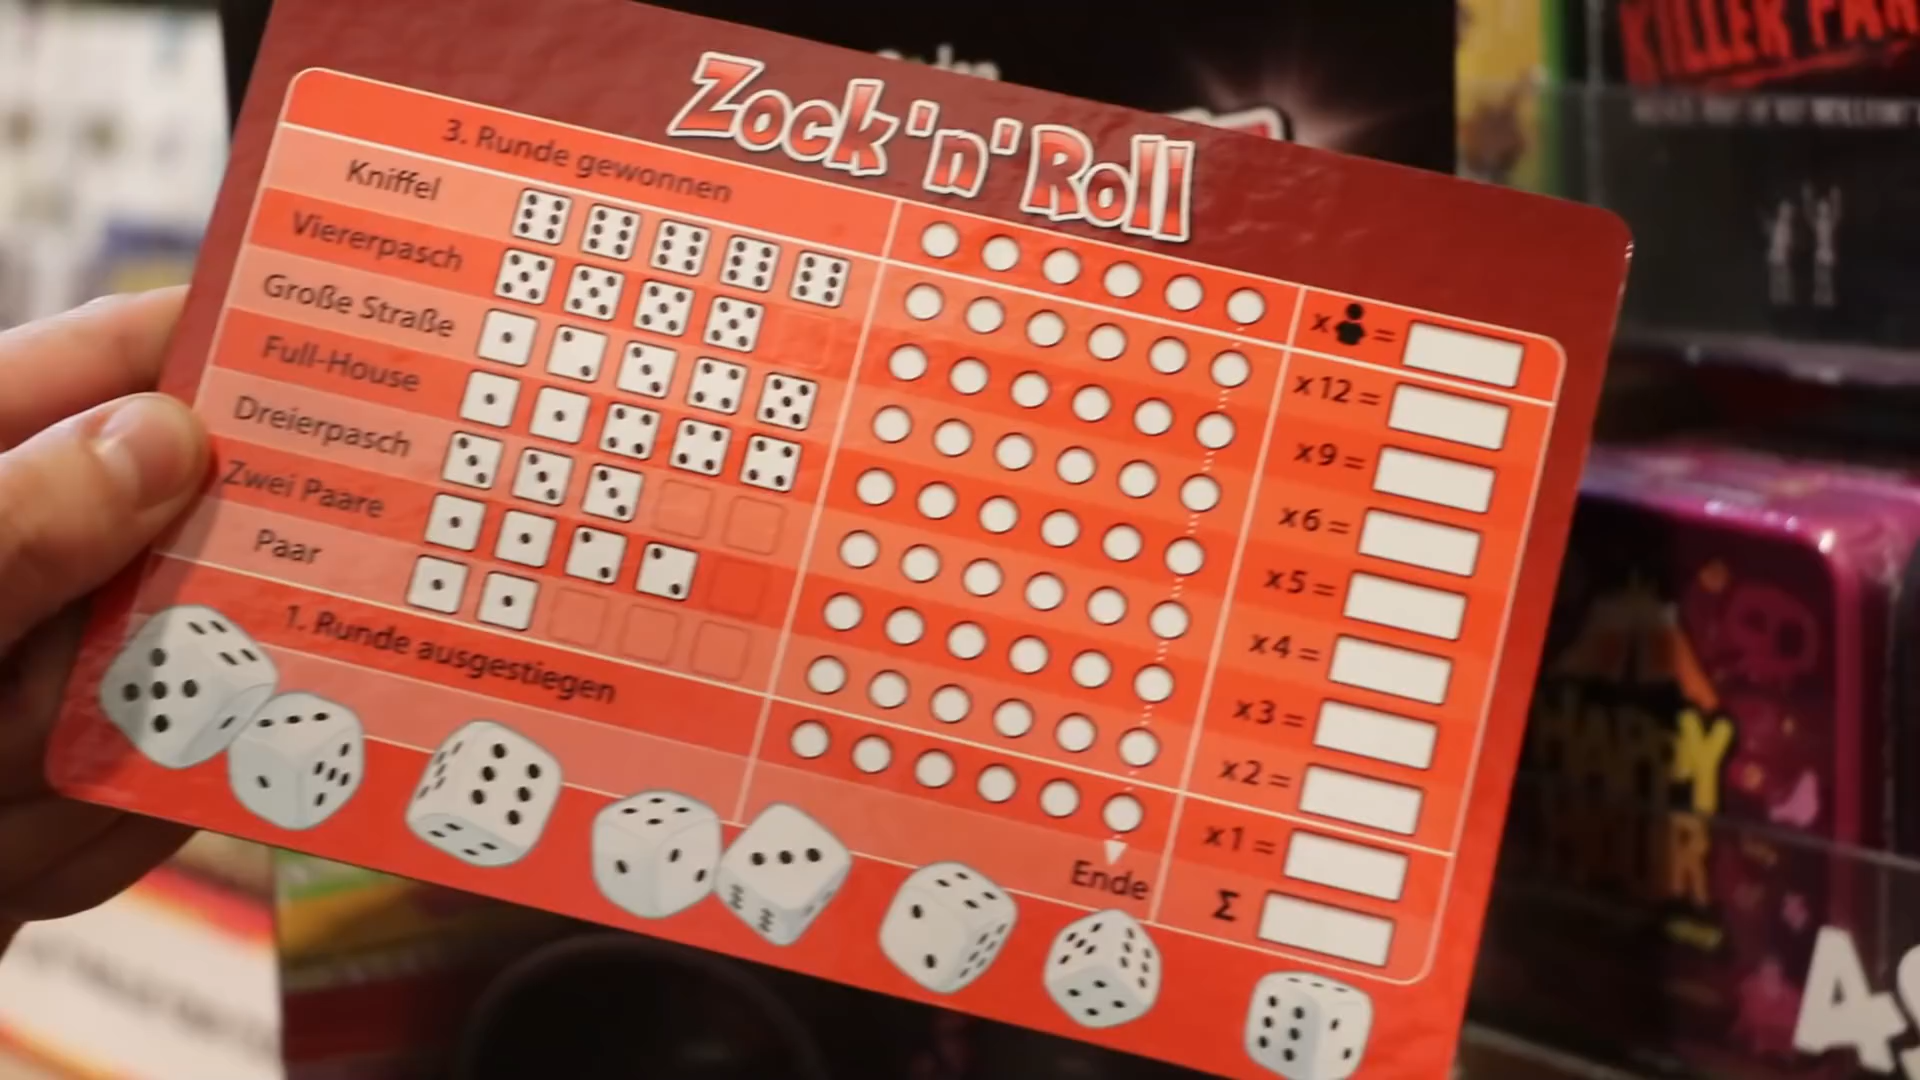 Zock'n'Roll
3. Runde gewonnen
x =
Kniffel
x12 =
Viererpasch
x9 =
Große Straße
x6 =
Full-House
x5 =
Dreierpasch
x4 =
Zwei Paare
x3 =
Paar
x2 =
1. Runde ausgestiegen
x1 =
Ende
Σ
KILLER